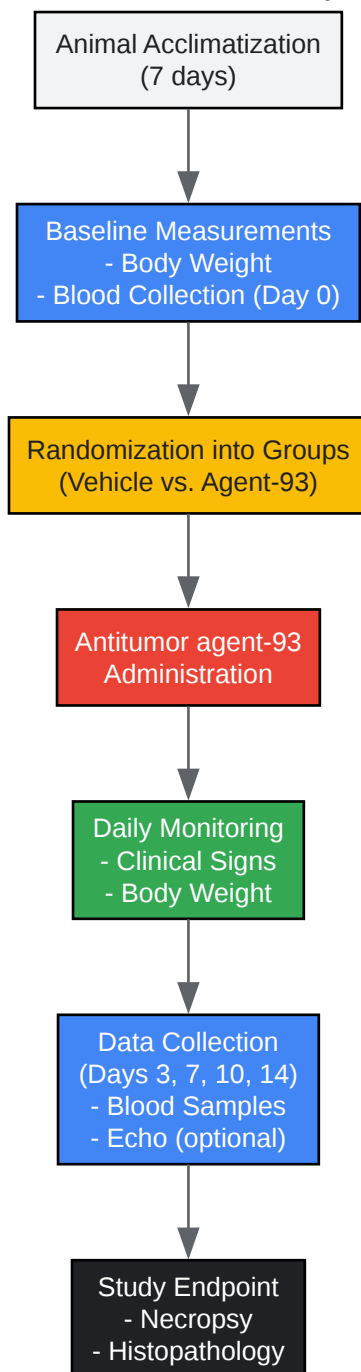 Animal Acclimatization
(7 days)
Baseline Measurements
- Body Weight
- Blood Collection (Day 0)
Randomization into Groups
(Vehicle vs. Agent-93)
Antitumor agent-93
Administration
Daily Monitoring
- Clinical Signs
- Body Weight
Data Collection
(Days 3, 7, 10, 14)
- Blood Samples
- Echo (optional)
Study Endpoint
- Necropsy
- Histopathology